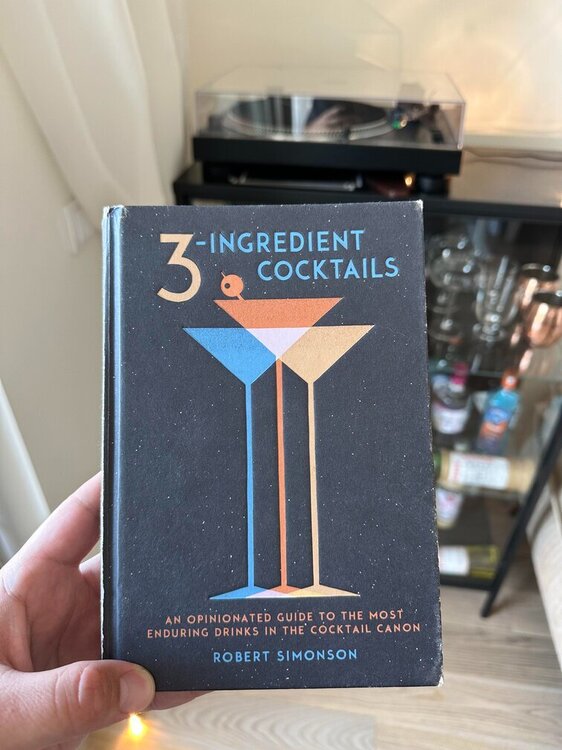 3-INGREDIENT
COCKTAILS
AN OPINIONATED GUIDE TO THE MOST
ENDURING DRINKS IN THE COCKTAIL CANON
ROBERT SIMONSON